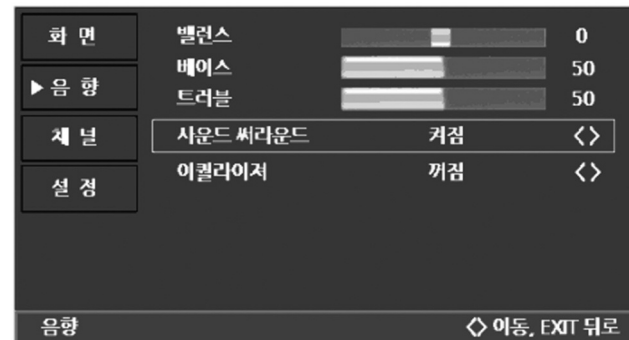 화 면
▶음 향
채 널
설 정
밸런스 0
베이스 50
트러블 50
사운드 써라운드 켜짐 <>
이퀄라이져 꺼짐 <>
음향 이동, EXIT 뒤로